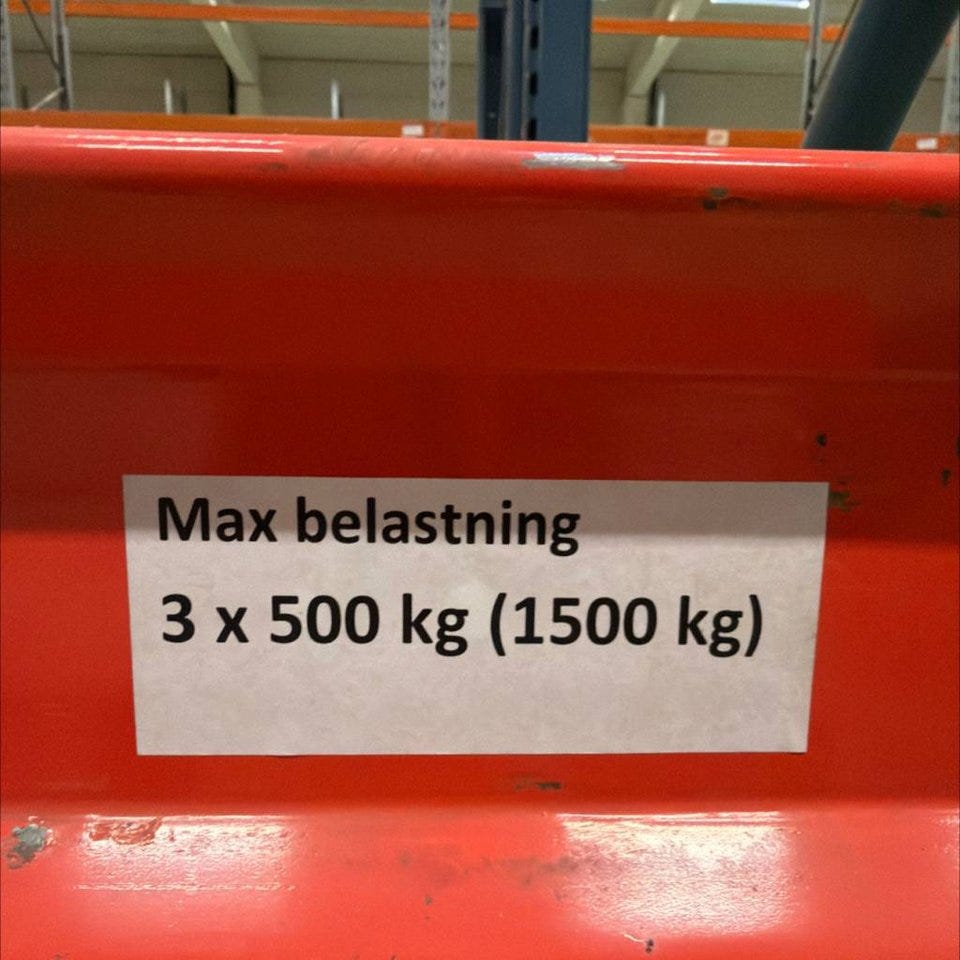 Max belastning
3 x 500 kg (1500 kg)